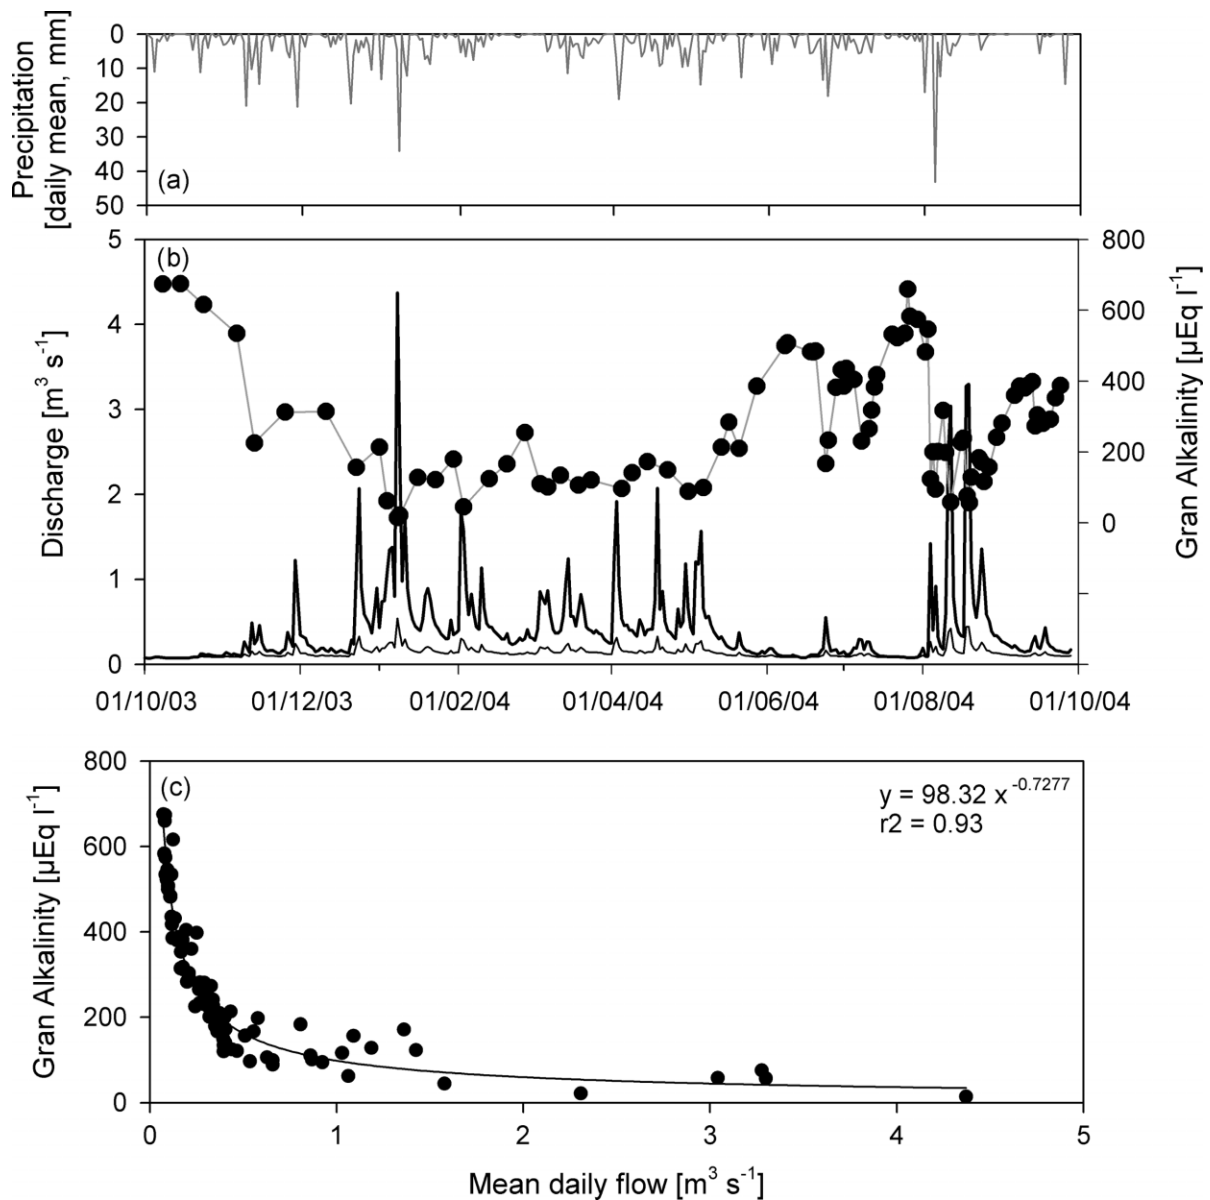 Precipitation
[daily mean, mm]
0
10
20
30
40
50
(a)
Discharge [m³ s⁻¹]
5
4
3
2
1
0
(b)
800
600
400
200
0
Gran Alkalinity [µEq l⁻¹]
01/10/03 01/12/03 01/02/04 01/04/04 01/06/04 01/08/04 01/10/04
Gran Alkalinity [µEq l⁻¹]
800
600
400
200
0
(c)
y = 98.32 x⁻⁰·⁷²⁷⁷
r2 = 0.93
0 1 2 3 4 5
Mean daily flow [m³ s⁻¹]